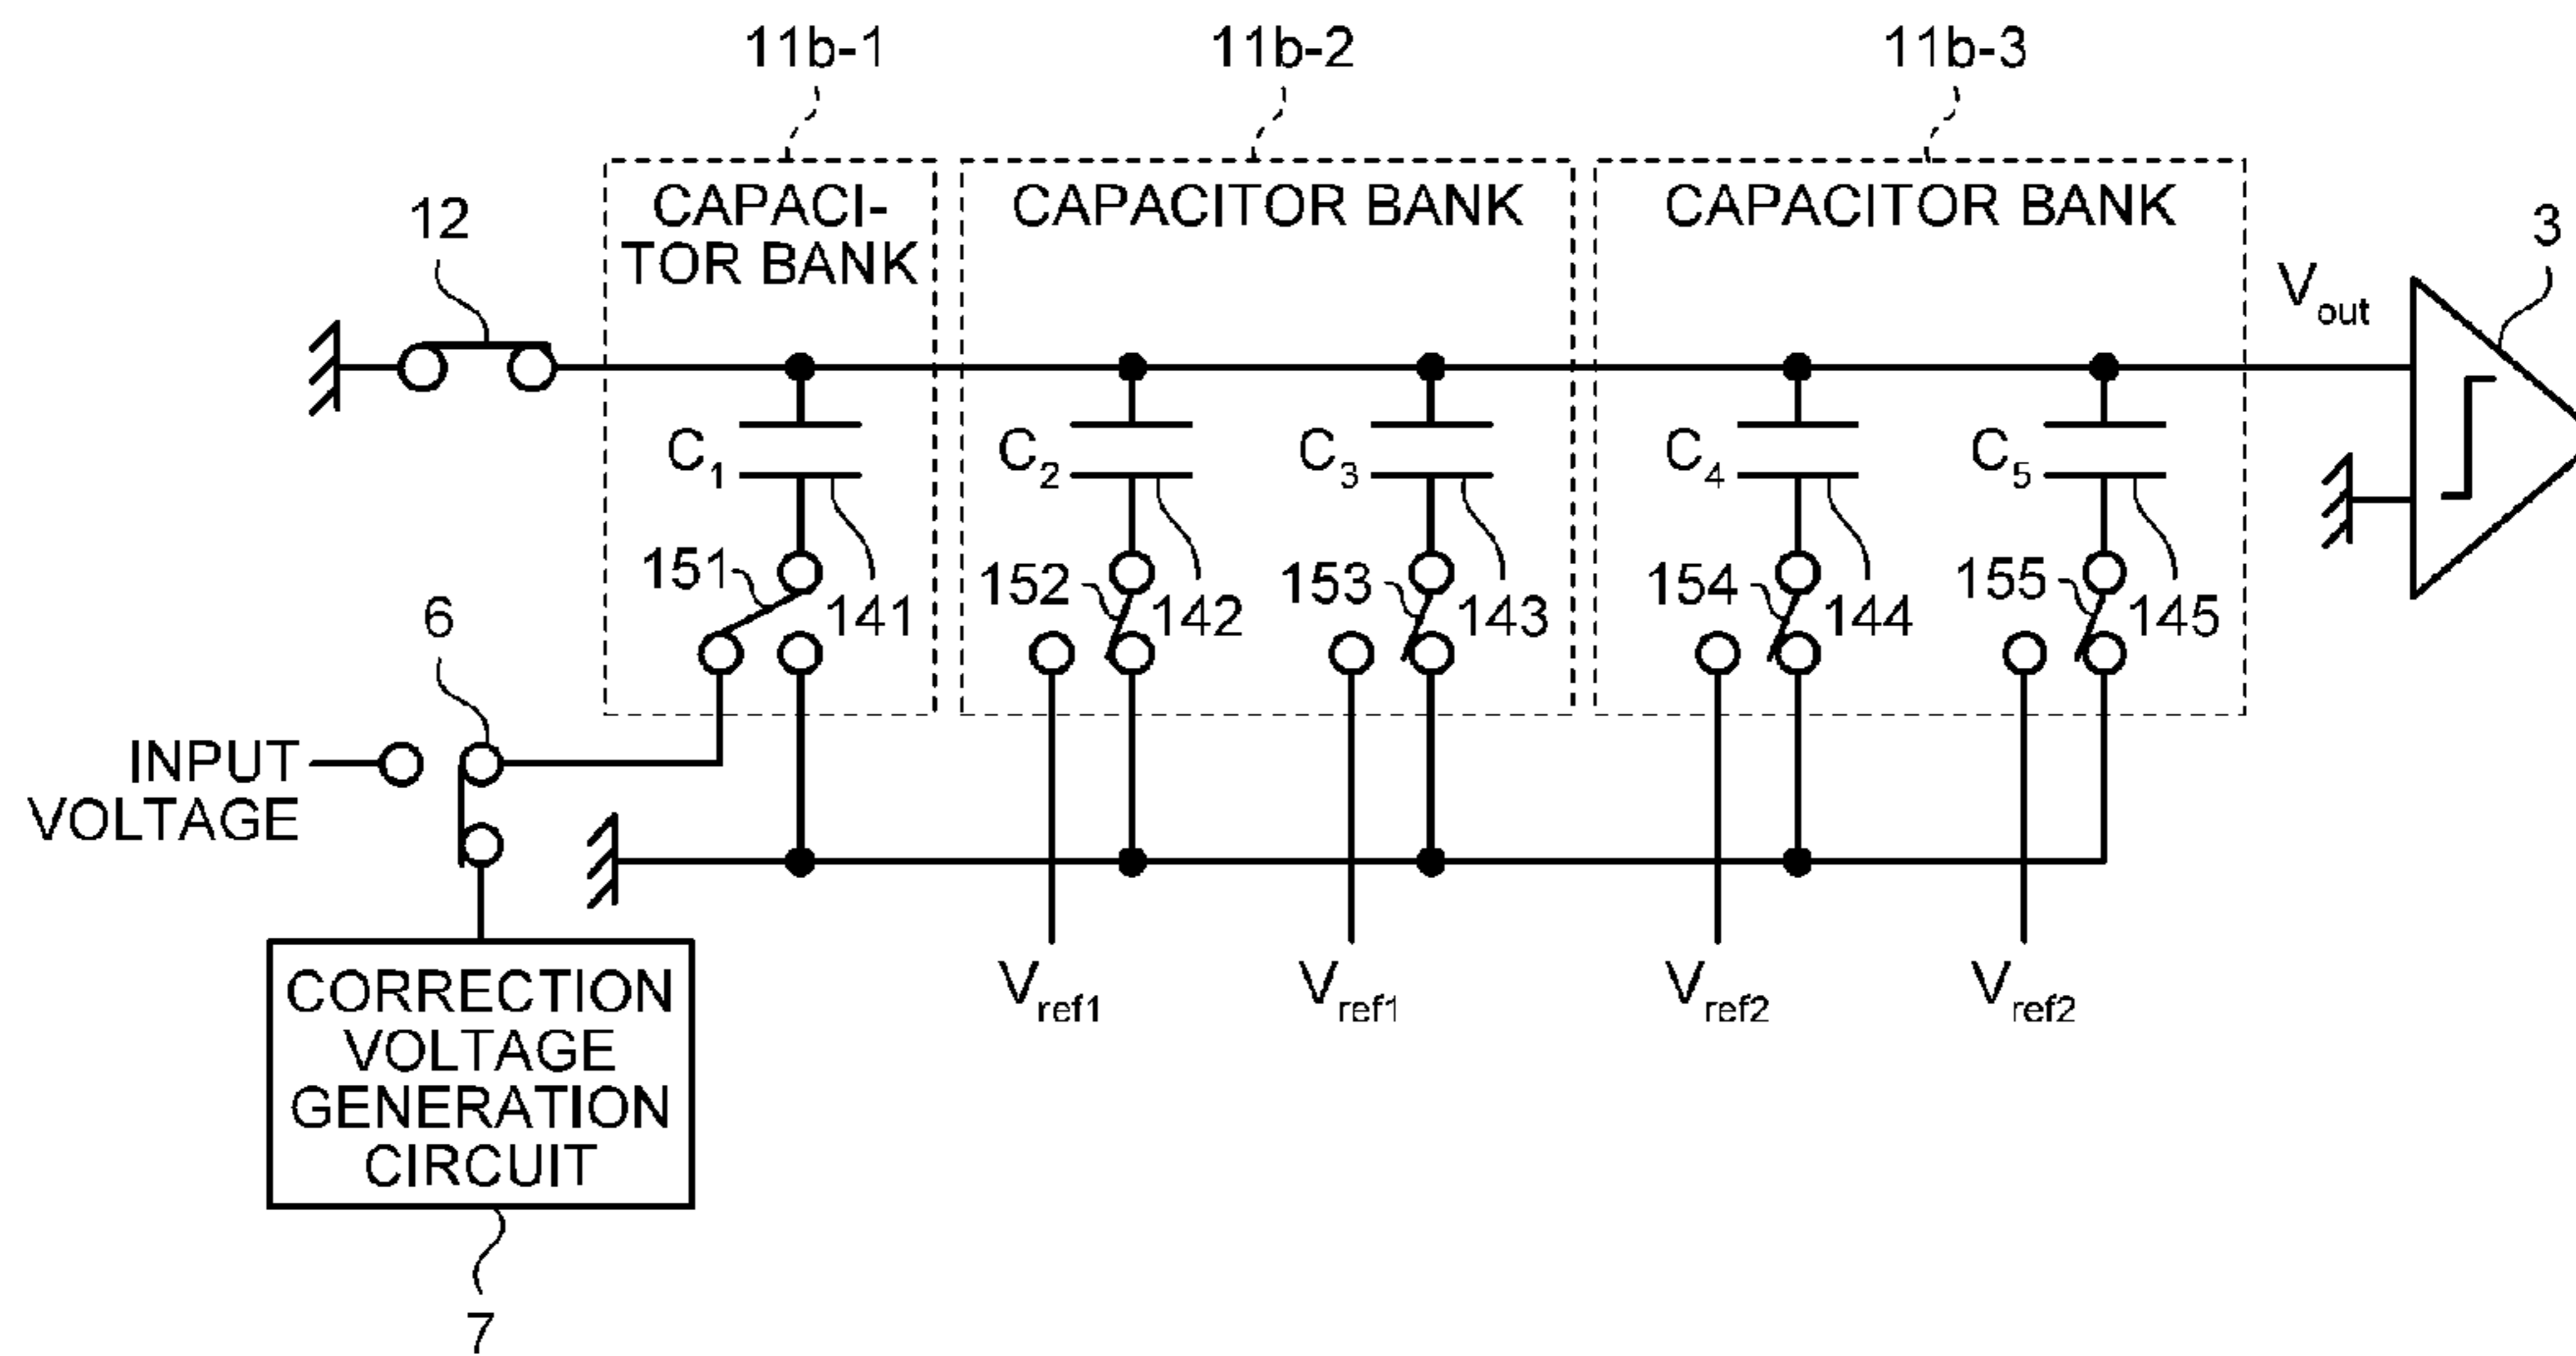 11b-1
11b-2
11b-3
CAPACI-
TOR BANK
CAPACITOR BANK
CAPACITOR BANK
12
3
Vout
C1
C2
C3
C4
C5
151
141
152
142
153
143
154
144
155
145
6
INPUT
VOLTAGE
CORRECTION
VOLTAGE
GENERATION
CIRCUIT
Vref1
Vref1
Vref2
Vref2
7